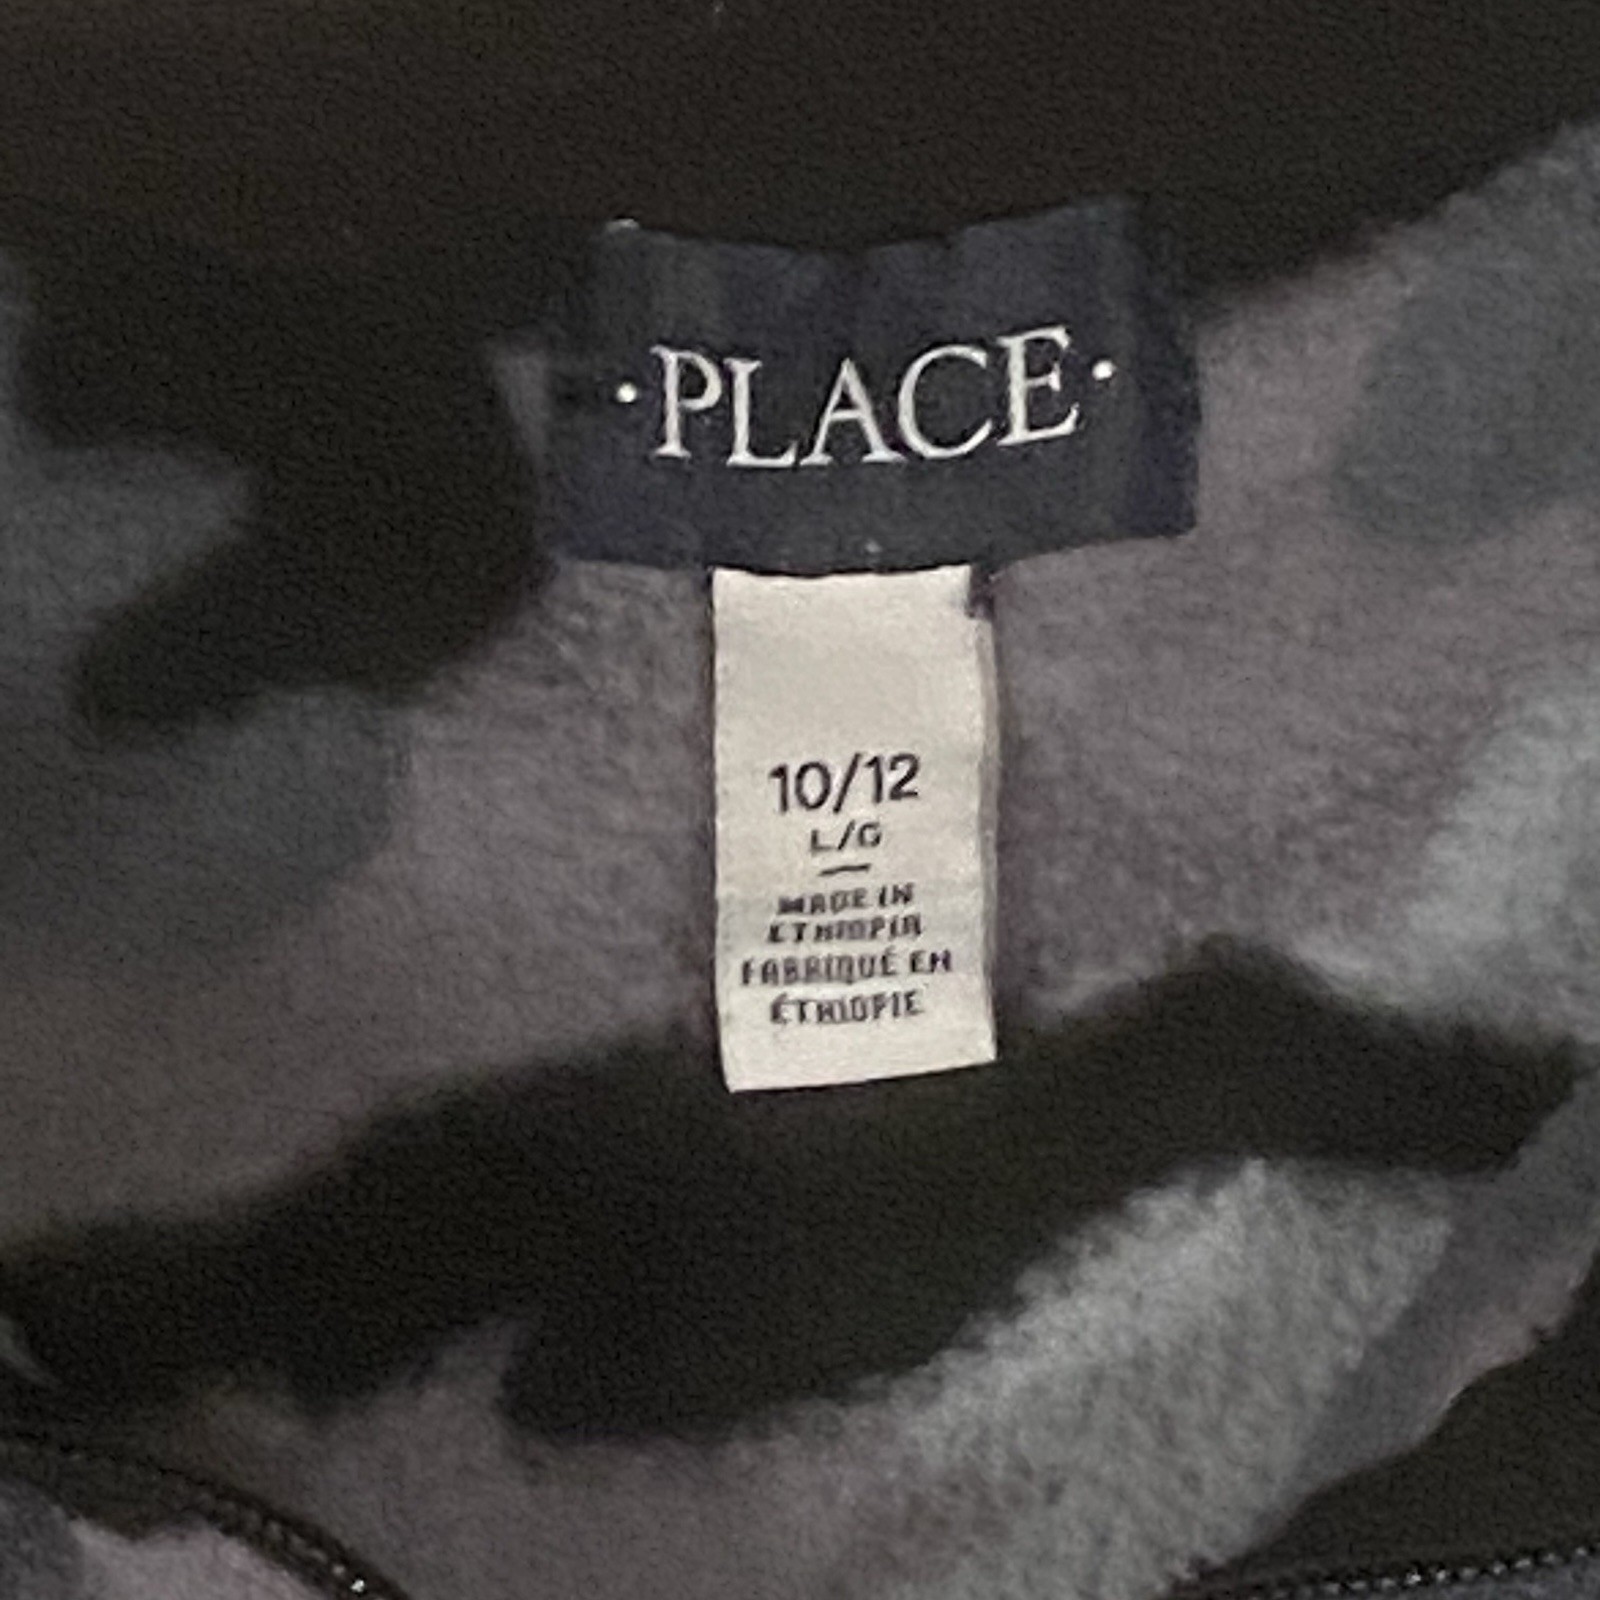 ·PLACE·
10/12
L/G
MADE IN
ETHIOPIA
FABRIQUÉ EN
ÉTHIOPIE